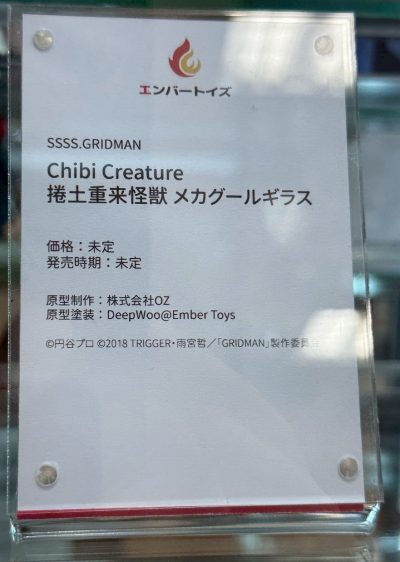 エンバートイズ
SSSS.GRIDMAN
Chibi Creature
捲土重来怪獣 メカグールギラス
価格：未定
発売時期：未定
原型制作：株式会社OZ
原型塗装：DeepWoo@Ember Toys
©円谷プロ ©2018 TRIGGER・雨宮哲／「GRIDMAN」製作委員会